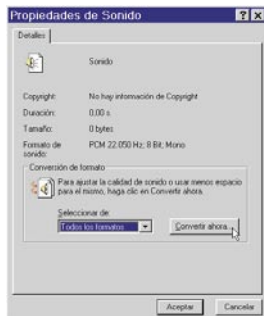 Propiedades de Sonido
Detalles
Sonido
Copyright: No hay información de Copyright
Duración: 0,00 s
Tamaño: 0 bytes
Formato de sonido: PCM 22.050 Hz; 8 Bit; Mono
Conversión de formato
Para ajustar la calidad de sonido o usar menos espacio
para el mismo, haga clic en Convertir ahora.
Seleccionar de:
Todos los formatos
Convertir ahora...
Aceptar
Cancelar